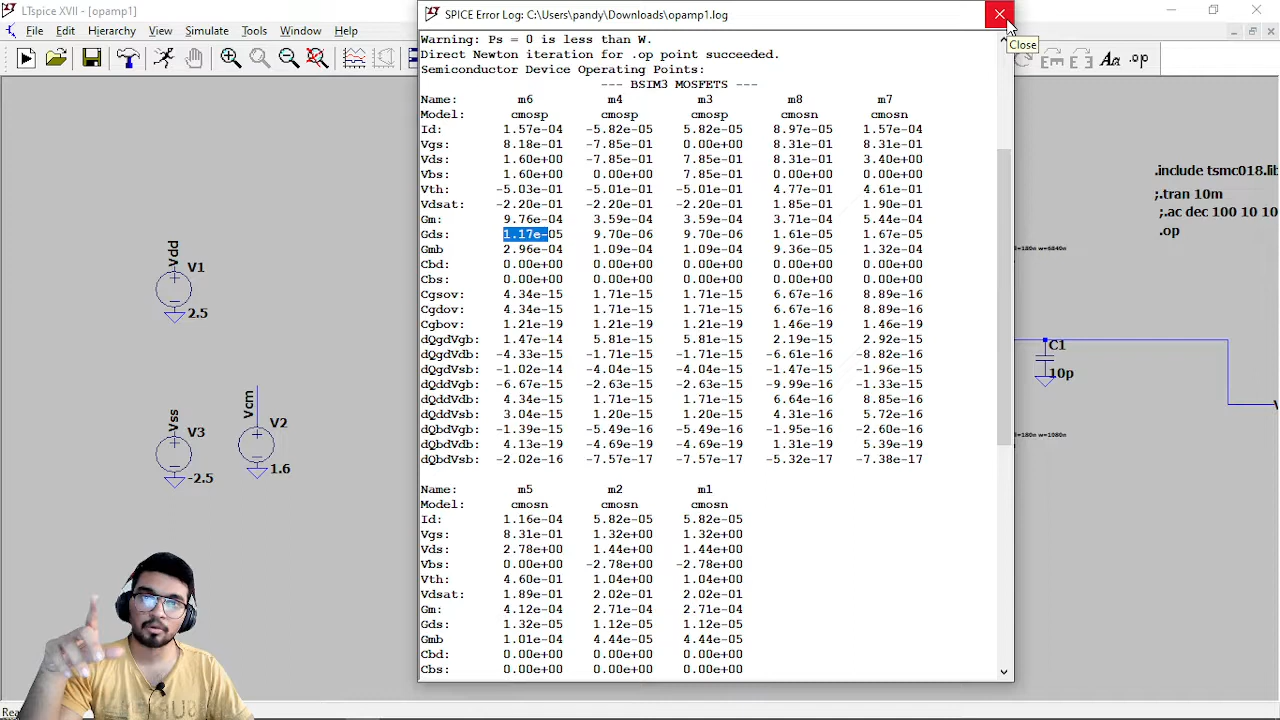 LTspice XVII - [opamp1]
SPICE Error Log: C:\Users\pandy\Downloads\opamp1.log
File Edit Hierarchy View Simulate Tools Window Help
Close
Aa .op
Warning: Ps = 0 is less than W.
Direct Newton iteration for .op point succeeded.
Semiconductor Device Operating Points:
--- BSIM3 MOSFETS ---
Name: m6 m4 m3 m8 m7
Model: cmosp cmosp cmosp cmosn cmosn
Id: 1.57e-04 -5.82e-05 5.82e-05 8.97e-05 1.57e-04
Vgs: 8.18e-01 -7.85e-01 0.00e+00 8.31e-01 8.31e-01
Vds: 1.60e+00 -7.85e-01 7.85e-01 8.31e-01 3.40e+00
Vbs: 1.60e+00 0.00e+00 7.85e-01 0.00e+00 0.00e+00
Vth: -5.03e-01 -5.01e-01 -5.01e-01 4.77e-01 4.61e-01
Vdsat: -2.20e-01 -2.20e-01 -2.20e-01 1.85e-01 1.90e-01
Gm: 9.76e-04 3.59e-04 3.59e-04 3.71e-04 5.44e-04
Gds: 1.17e-05 9.70e-06 9.70e-06 1.61e-05 1.67e-05
Gmb 2.96e-04 1.09e-04 1.09e-04 9.36e-05 1.32e-04
Cbd: 0.00e+00 0.00e+00 0.00e+00 0.00e+00 0.00e+00
Cbs: 0.00e+00 0.00e+00 0.00e+00 0.00e+00 0.00e+00
Cgsov: 4.34e-15 1.71e-15 1.71e-15 6.67e-16 8.89e-16
Cgdov: 4.34e-15 1.71e-15 1.71e-15 6.67e-16 8.89e-16
Cgbov: 1.21e-19 1.21e-19 1.21e-19 1.46e-19 1.46e-19
dQgdVgb: 1.47e-14 5.81e-15 5.81e-15 2.19e-15 2.92e-15
dQgdVdb: -4.33e-15 -1.71e-15 -1.71e-15 -6.61e-16 -8.82e-16
dQgdVsb: -1.02e-14 -4.04e-15 -4.04e-15 -1.47e-15 -1.96e-15
dQddVgb: -6.67e-15 -2.63e-15 -2.63e-15 -9.99e-16 -1.33e-15
dQddVdb: 4.34e-15 1.71e-15 1.71e-15 6.64e-16 8.85e-16
dQddVsb: 3.04e-15 1.20e-15 1.20e-15 4.31e-16 5.72e-16
dQbdVgb: -1.39e-15 -5.49e-16 -5.49e-16 -1.95e-16 -2.60e-16
dQbdVdb: 4.13e-19 -4.69e-19 -4.69e-19 1.31e-19 5.39e-19
dQbdVsb: -2.02e-16 -7.57e-17 -7.57e-17 -5.32e-17 -7.38e-17
Name: m5 m2 m1
Model: cmosn cmosn cmosn
Id: 1.16e-04 5.82e-05 5.82e-05
Vgs: 8.31e-01 1.32e+00 1.32e+00
Vds: 2.78e+00 1.44e+00 1.44e+00
Vbs: 0.00e+00 -2.78e+00 -2.78e+00
Vth: 4.60e-01 1.04e+00 1.04e+00
Vdsat: 1.89e-01 2.02e-01 2.02e-01
Gm: 4.12e-04 2.71e-04 2.71e-04
Gds: 1.32e-05 1.12e-05 1.12e-05
Gmb 1.01e-04 4.44e-05 4.44e-05
Cbd: 0.00e+00 0.00e+00 0.00e+00
Cbs: 0.00e+00 0.00e+00 0.00e+00
Vdd
V1
2.5
Vss
V3
-2.5
Vcm
V2
1.6
.include tsmc018.lib
;.tran 10m
;.ac dec 100 10 10
.op
=180n w=6840n
C1
10p
=180n w=1980n